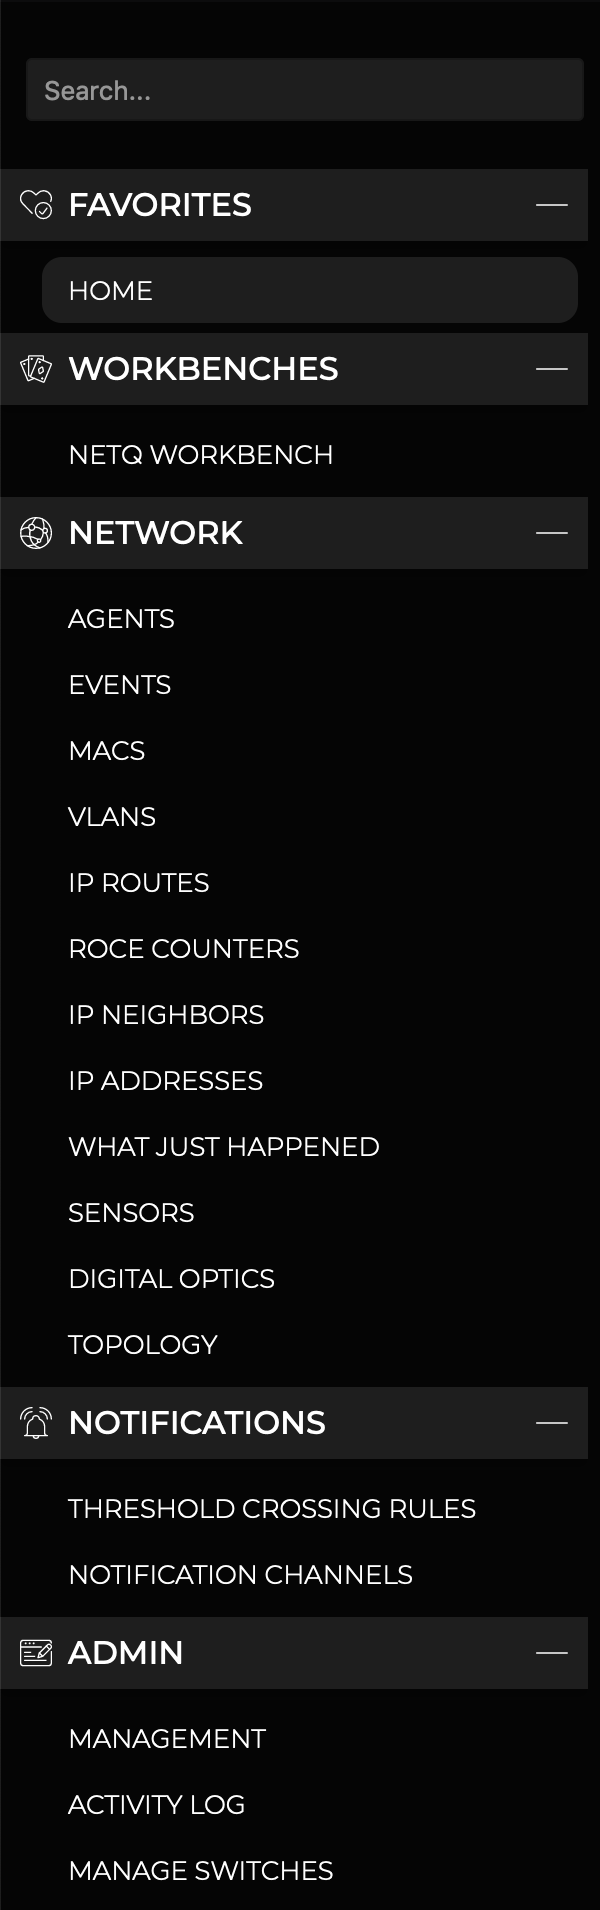 Search...
FAVORITES
HOME
WORKBENCHES
NETQ WORKBENCH
NETWORK
AGENTS
EVENTS
MACS
VLANS
IP ROUTES
ROCE COUNTERS
IP NEIGHBORS
IP ADDRESSES
WHAT JUST HAPPENED
SENSORS
DIGITAL OPTICS
TOPOLOGY
NOTIFICATIONS
THRESHOLD CROSSING RULES
NOTIFICATION CHANNELS
ADMIN
MANAGEMENT
ACTIVITY LOG
MANAGE SWITCHES